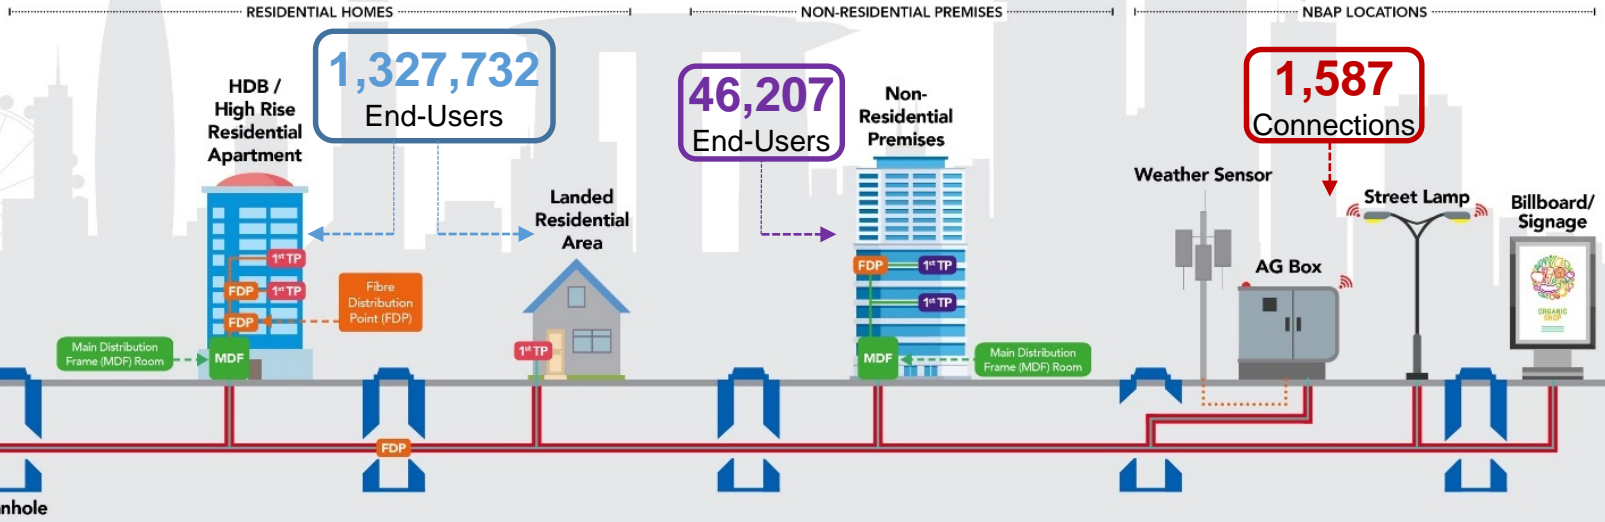 RESIDENTIAL HOMES
NON-RESIDENTIAL PREMISES
NBAP LOCATIONS
1,327,732
End-Users
46,207
End-Users
1,587
Connections
HDB /
High Rise
Residential
Apartment
Landed
Residential
Area
Non-
Residential
Premises
Weather Sensor
Street Lamp
Billboard/
Signage
AG Box
1st TP
FDP
1st TP
FDP
Fibre
Distribution
Point (FDP)
Main Distribution
Frame (MDF) Room
MDF
1st TP
FDP
1st TP
1st TP
MDF
Main Distribution
Frame (MDF) Room
ORGANIC
SHOP
FDP
nhole